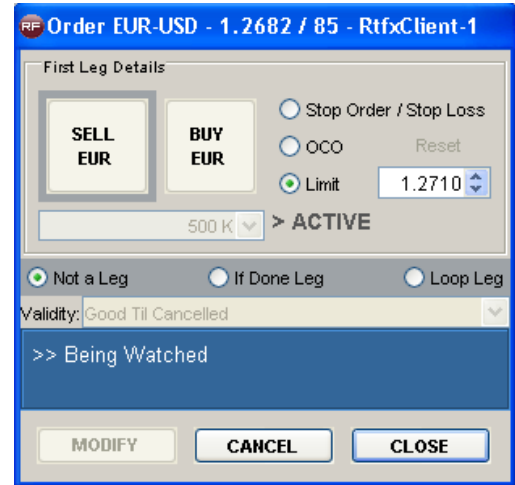 RF Order EUR-USD - 1.2682 / 85 - RtfxClient-1
First Leg Details
SELL EUR
BUY EUR
Stop Order / Stop Loss
OCO Reset
Limit 1.2710
500 K > ACTIVE
Not a Leg If Done Leg Loop Leg
Validity: Good Til Cancelled
>> Being Watched
MODIFY CANCEL CLOSE